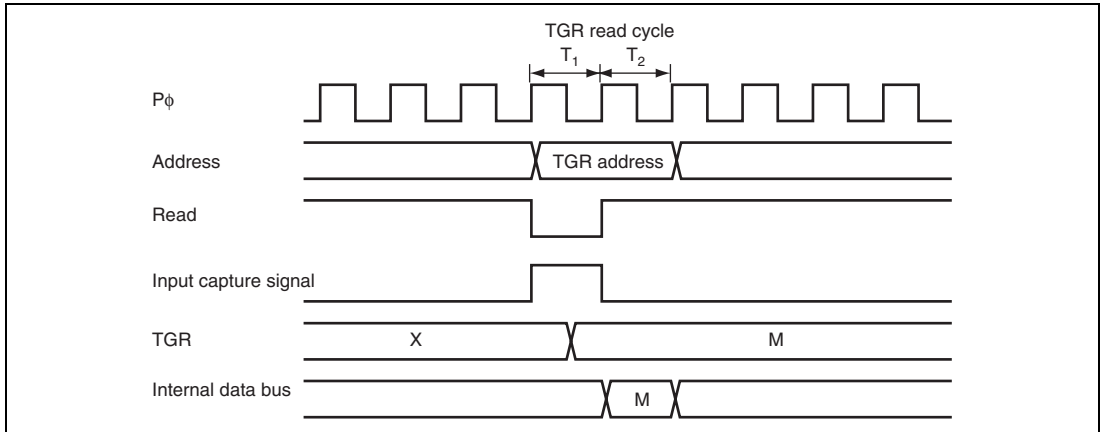 TGR read cycle
T1 T2
Pϕ
Address TGR address
Read
Input capture signal
TGR X M
Internal data bus M